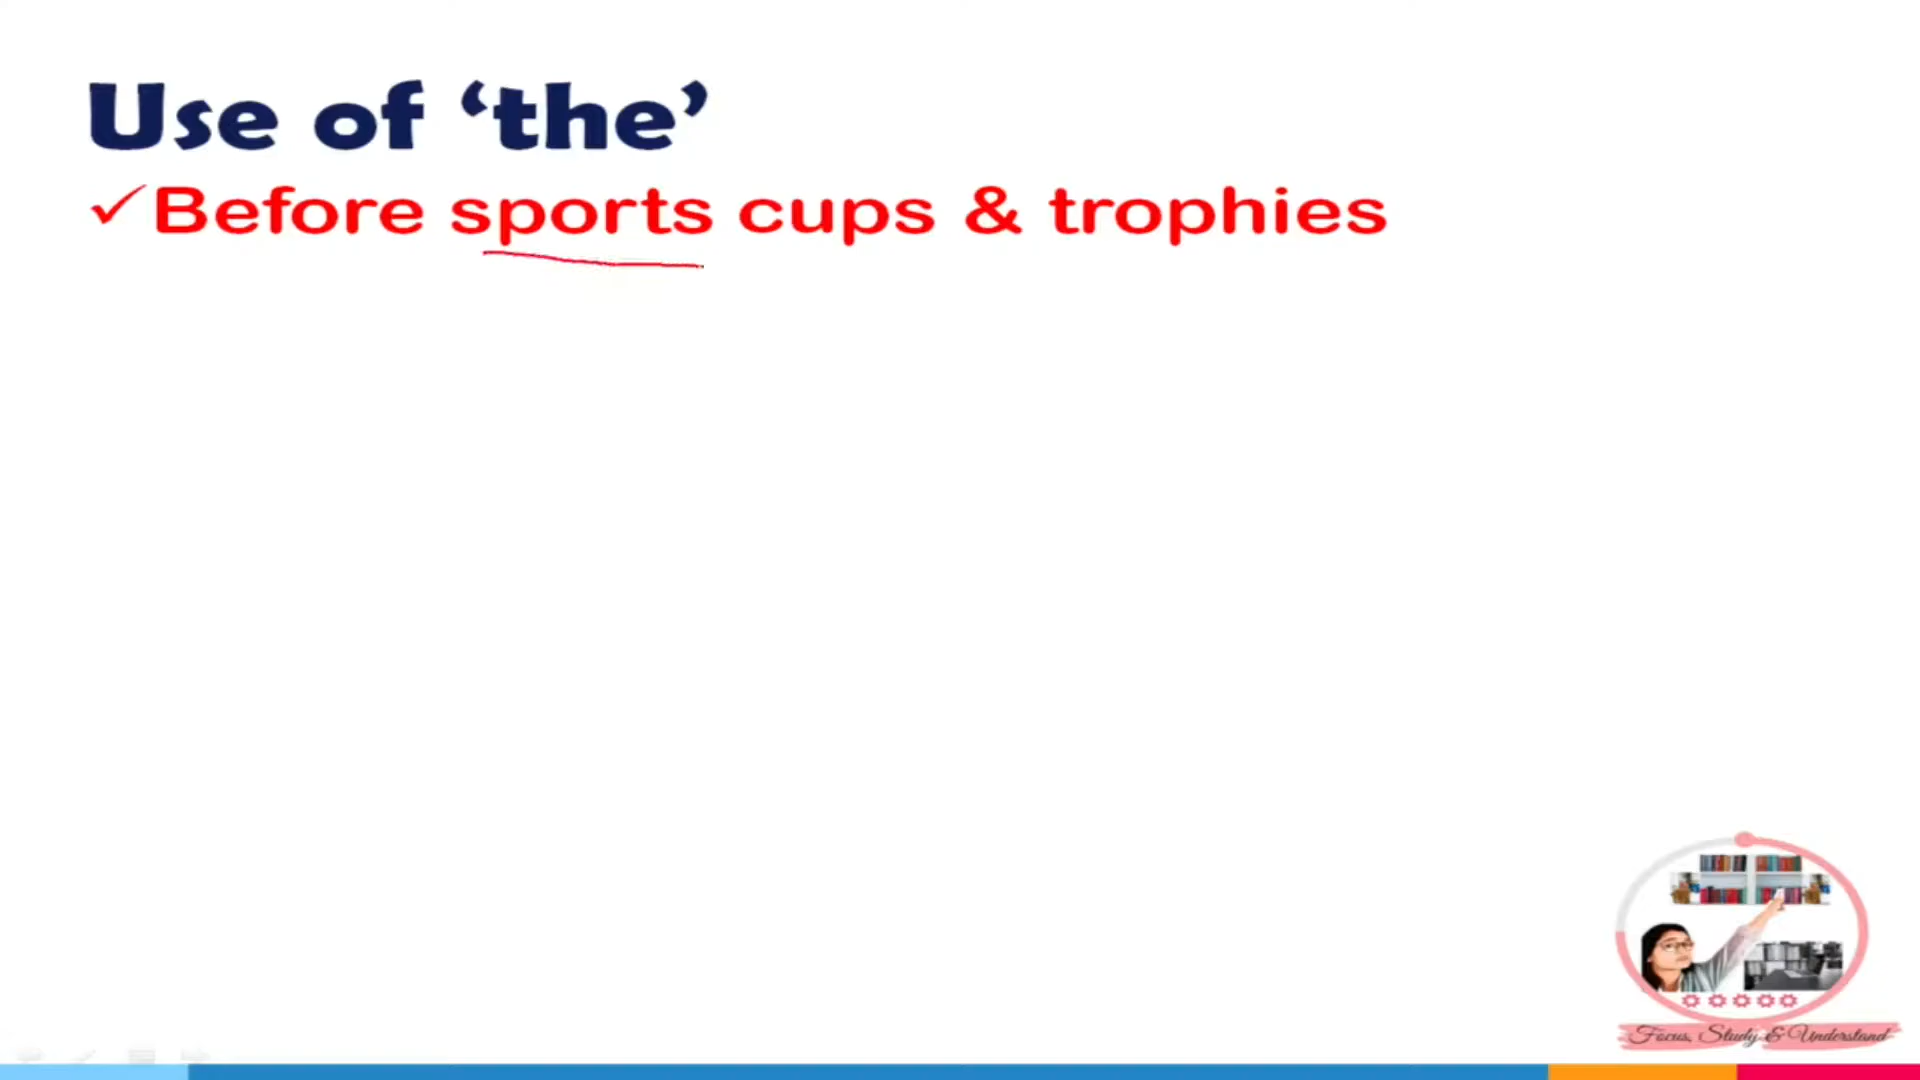 Use of ‘the’
✓Before sports cups & trophies
Focus, Study & Understand